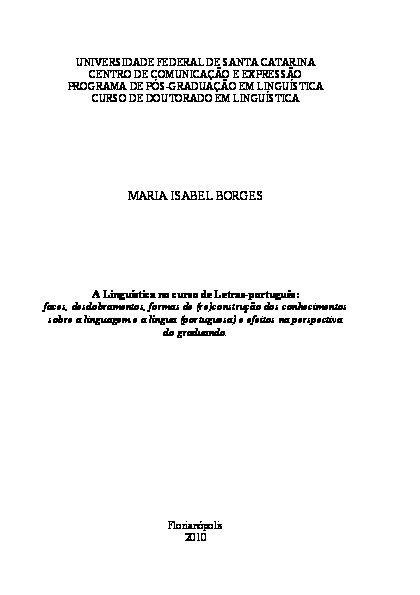 UNIVERSIDADE FEDERAL DE SANTA CATARINA
CENTRO DE COMUNICAÇÃO E EXPRESSÃO
PROGRAMA DE PÓS-GRADUAÇÃO EM LINGUÍSTICA
CURSO DE DOUTORADO EM LINGUÍSTICA
MARIA ISABEL BORGES
A Linguística no curso de Letras-português:
faces, desdobramentos, formas de (re)construção dos conhecimentos
sobre a linguagem e a língua (portuguesa) e efeitos na perspectiva
do graduando.
Florianópolis
2010